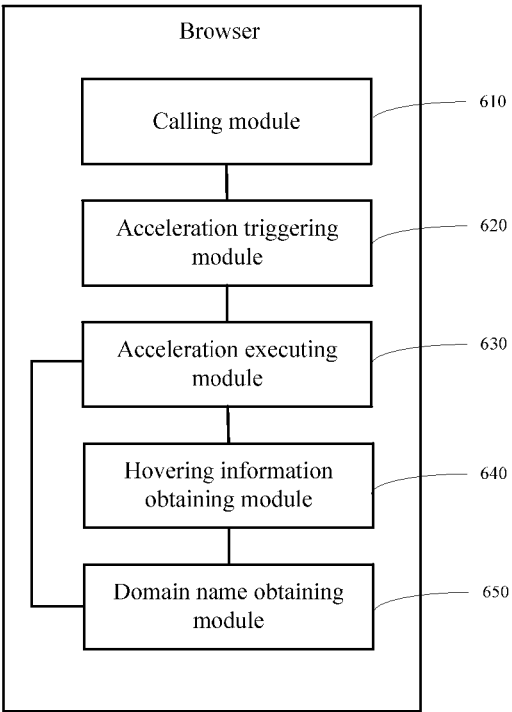 Browser
Calling module
610
Acceleration triggering
module
620
Acceleration executing
module
630
Hovering information
obtaining module
640
Domain name obtaining
module
650